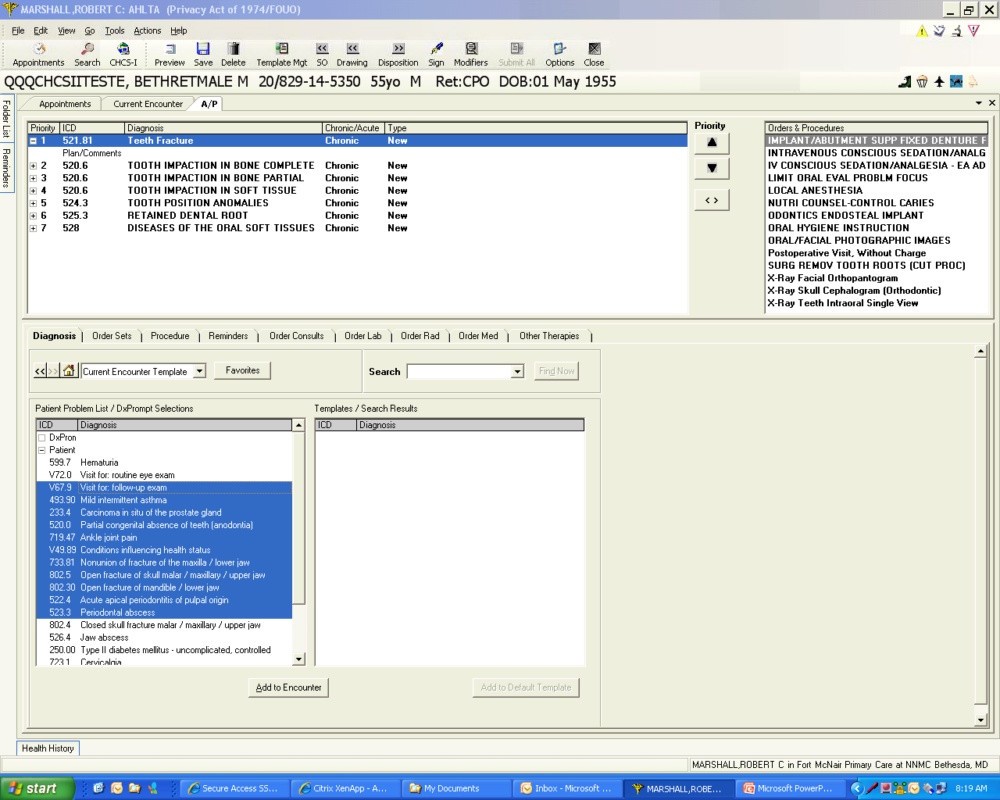 MARSHALL,ROBERT C: AHLTA (Privacy Act of 1974/FOUO)
File Edit View Go Tools Actions Help
Appointments Search CHCS-I Preview Save Delete Template Mgt SO Drawing Disposition Sign Modifiers Submit All Options Close
QQQCHCSIITESTE, BETHRETMALE M 20/829-14-5350 55yo M Ret:CPO DOB:01 May 1955
Folder List
Reminders
Appointments Current Encounter A/P
Priority ICD Diagnosis Chronic/Acute Type
1 521.81 Teeth Fracture Chronic New
Plan/Comments
2 520.6 TOOTH IMPACTION IN BONE COMPLETE Chronic New
3 520.6 TOOTH IMPACTION IN BONE PARTIAL Chronic New
4 520.6 TOOTH IMPACTION IN SOFT TISSUE Chronic New
5 524.3 TOOTH POSITION ANOMALIES Chronic New
6 525.3 RETAINED DENTAL ROOT Chronic New
7 528 DISEASES OF THE ORAL SOFT TISSUES Chronic New
Priority
< >
Orders & Procedures
IMPLANT/ABUTMENT SUPP FIXED DENTURE F
INTRAVENOUS CONSCIOUS SEDATION/ANALG
IV CONSCIOUS SEDATION/ANALGESIA - EA AD
LIMIT ORAL EVAL PROBLM FOCUS
LOCAL ANESTHESIA
NUTRI COUNSEL-CONTROL CARIES
ODONTICS ENDOSTEAL IMPLANT
ORAL HYGIENE INSTRUCTION
ORAL/FACIAL PHOTOGRAPHIC IMAGES
Postoperative Visit, Without Charge
SURG REMOV TOOTH ROOTS (CUT PROC)
X-Ray Facial Orthopantogram
X-Ray Skull Cephalogram (Orthodontic)
X-Ray Teeth Intraoral Single View
Diagnosis Order Sets Procedure Reminders Order Consults Order Lab Order Rad Order Med Other Therapies
<< >> Current Encounter Template Favorites Search Find Now
Patient Problem List / DxPrompt Selections
ICD Diagnosis
DxPron
Patient
599.7 Hematuria
V72.0 Visit for: routine eye exam
V67.9 Visit for: follow-up exam
493.90 Mild intermittent asthma
233.4 Carcinoma in situ of the prostate gland
520.0 Partial congenital absence of teeth (anodontia)
719.47 Ankle joint pain
V49.89 Conditions influencing health status
733.81 Nonunion of fracture of the maxilla / lower jaw
802.5 Open fracture of skull malar / maxillary / upper jaw
802.30 Open fracture of mandible / lower jaw
522.4 Acute apical periodontitis of pulpal origin
523.3 Periodontal abscess
802.4 Closed skull fracture malar / maxillary / upper jaw
526.4 Jaw abscess
250.00 Type II diabetes mellitus - uncomplicated, controlled
723.1 Cervicalgia
Templates / Search Results
ICD Diagnosis
Add to Encounter Add to Default Template
Health History
MARSHALL,ROBERT C in Fort McNair Primary Care at NNMC Bethesda, MD
start Secure Access SS... Citrix XenApp - A... My Documents Inbox - Microsoft ... MARSHALL,ROBE... Microsoft PowerP... 8:19 AM